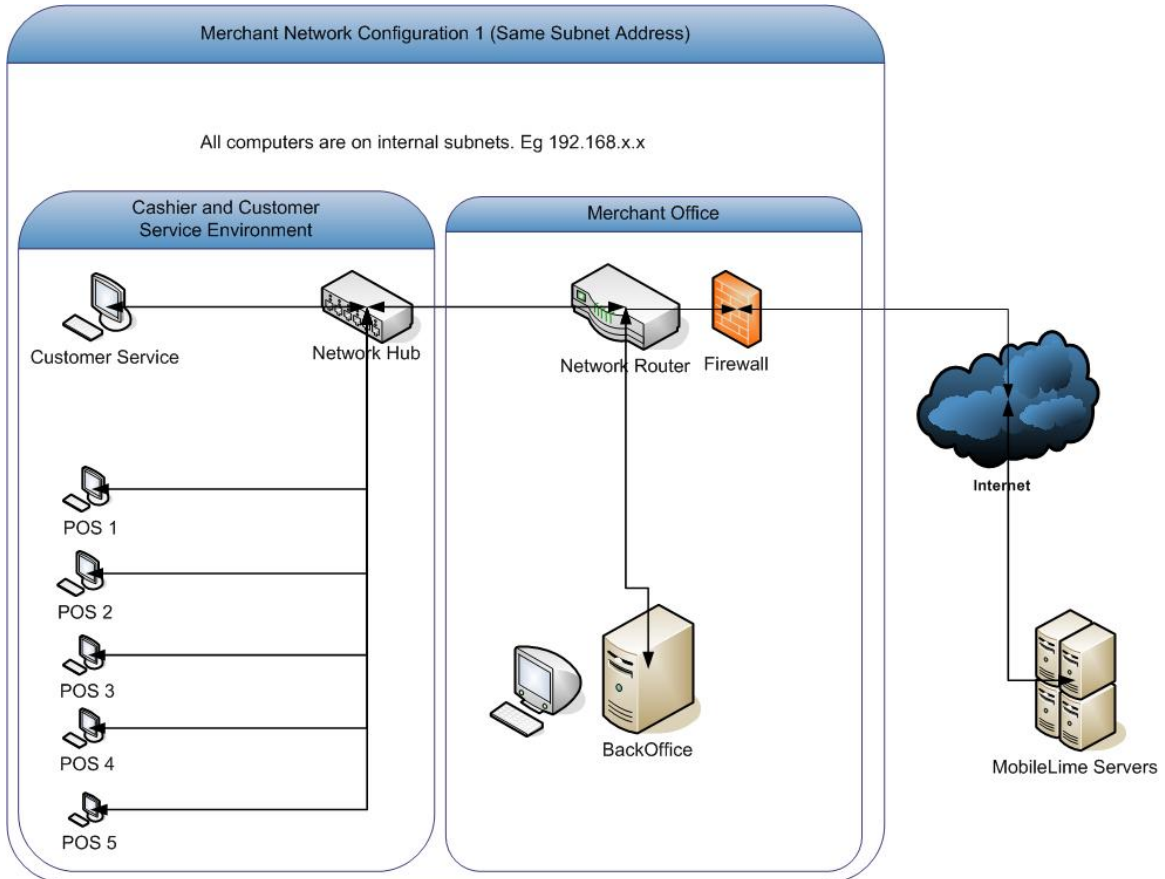 Merchant Network Configuration 1 (Same Subnet Address)
All computers are on internal subnets. Eg 192.168.x.x
Cashier and Customer
Service Environment
Merchant Office
Customer Service
Network Hub
Network Router
Firewall
Internet
POS 1
POS 2
POS 3
POS 4
POS 5
BackOffice
MobileLime Servers